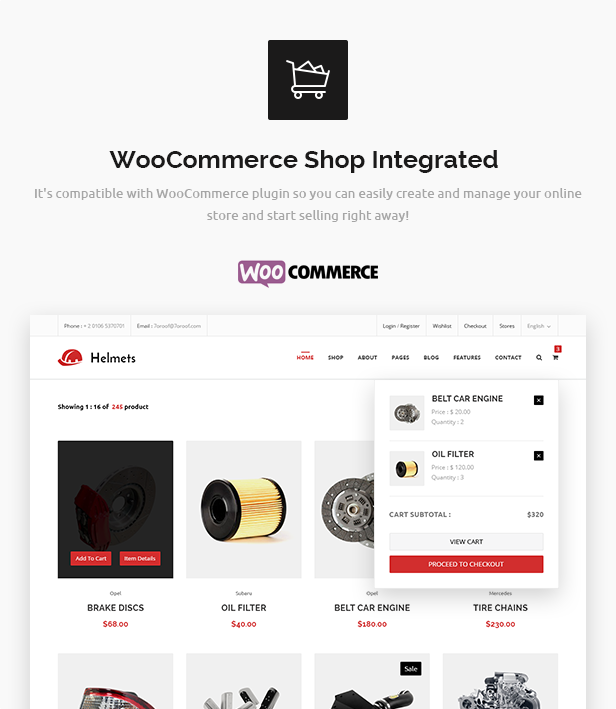 WooCommerce Shop Integrated
It's compatible with WooCommerce plugin so you can easily create and manage your online
store and start selling right away!
WOO COMMERCE
Phone : + 2 0106 5370701 Email : 7oroof@7oroof.com Login / Register Wishlist Checkout Stores English
Helmets HOME SHOP ABOUT PAGES BLOG FEATURES CONTACT 3
Showing 1 : 16 of 245 product
BELT CAR ENGINE
Price : $ 20.00
Quantity : 2
OIL FILTER
Price : $ 120.00
Quantity : 3
CART SUBTOTAL : $320
VIEW CART
PROCEED TO CHECKOUT
Add To Cart Item Details
Opel Subaru Opel Mercedes
BRAKE DISCS OIL FILTER BELT CAR ENGINE TIRE CHAINS
$68.00 $40.00 $180.00 $230.00
Sale